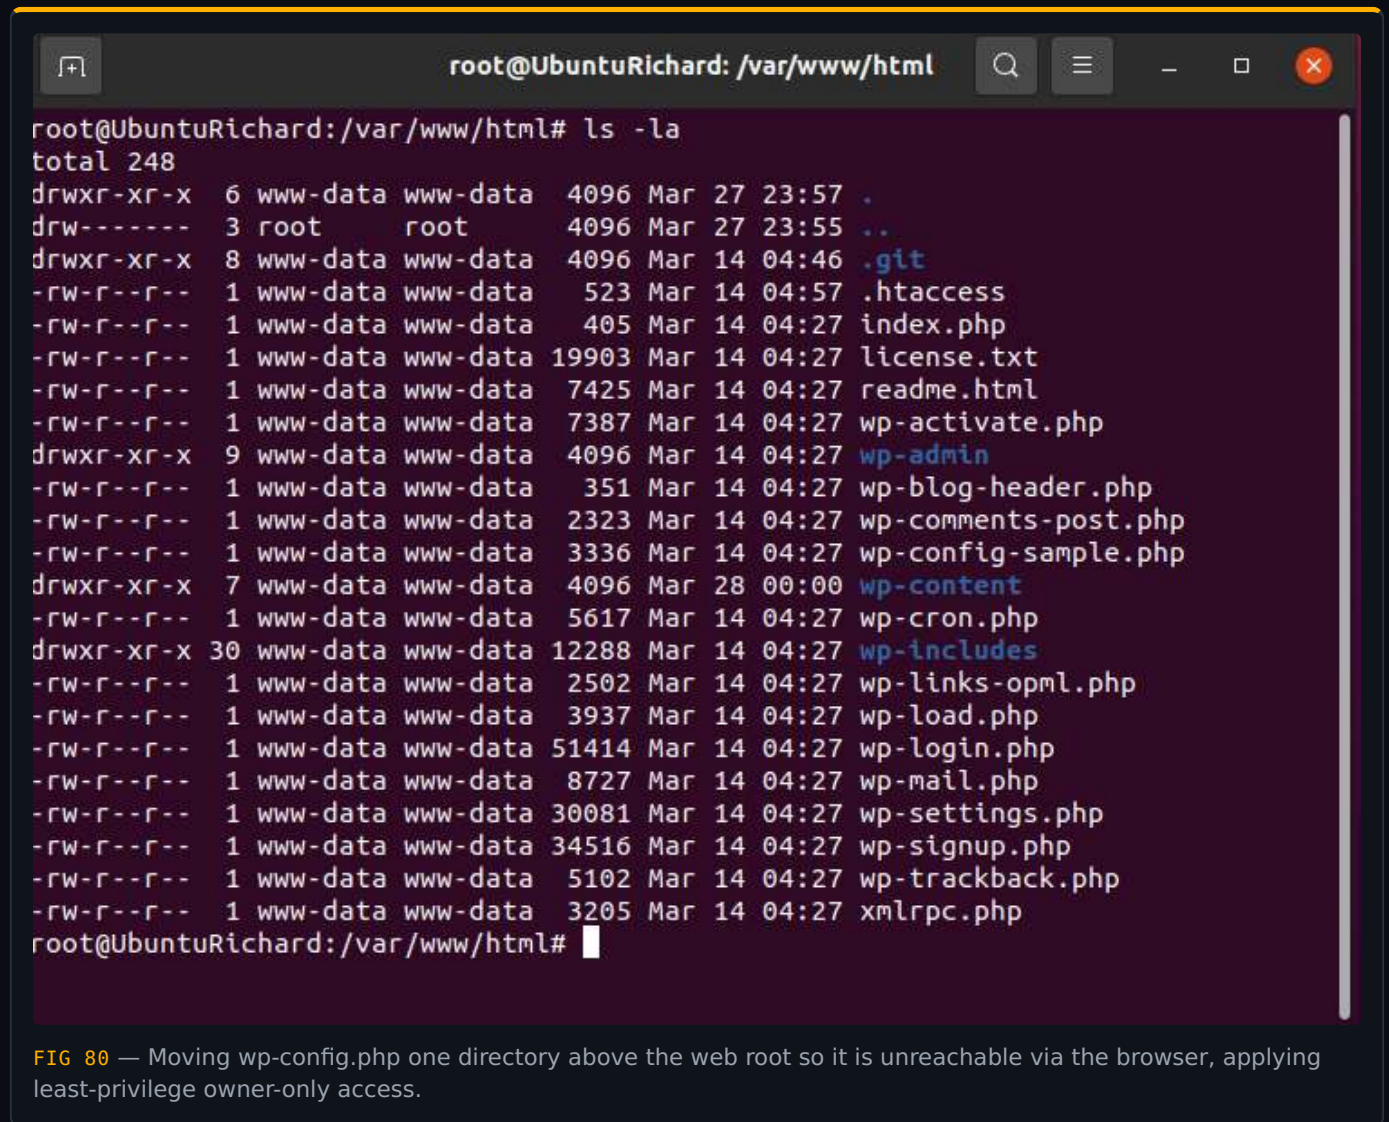 root@UbuntuRichard: /var/www/html
root@UbuntuRichard:/var/www/html# ls -la
total 248
drwxr-xr-x  6 www-data www-data  4096 Mar 27 23:57 .
drw-------  3 root     root      4096 Mar 27 23:55 ..
drwxr-xr-x  8 www-data www-data  4096 Mar 14 04:46 .git
-rw-r--r--  1 www-data www-data   523 Mar 14 04:57 .htaccess
-rw-r--r--  1 www-data www-data   405 Mar 14 04:27 index.php
-rw-r--r--  1 www-data www-data 19903 Mar 14 04:27 license.txt
-rw-r--r--  1 www-data www-data  7425 Mar 14 04:27 readme.html
-rw-r--r--  1 www-data www-data  7387 Mar 14 04:27 wp-activate.php
drwxr-xr-x  9 www-data www-data  4096 Mar 14 04:27 wp-admin
-rw-r--r--  1 www-data www-data   351 Mar 14 04:27 wp-blog-header.php
-rw-r--r--  1 www-data www-data  2323 Mar 14 04:27 wp-comments-post.php
-rw-r--r--  1 www-data www-data  3336 Mar 14 04:27 wp-config-sample.php
drwxr-xr-x  7 www-data www-data  4096 Mar 28 00:00 wp-content
-rw-r--r--  1 www-data www-data  5617 Mar 14 04:27 wp-cron.php
drwxr-xr-x 30 www-data www-data 12288 Mar 14 04:27 wp-includes
-rw-r--r--  1 www-data www-data  2502 Mar 14 04:27 wp-links-opml.php
-rw-r--r--  1 www-data www-data  3937 Mar 14 04:27 wp-load.php
-rw-r--r--  1 www-data www-data 51414 Mar 14 04:27 wp-login.php
-rw-r--r--  1 www-data www-data  8727 Mar 14 04:27 wp-mail.php
-rw-r--r--  1 www-data www-data 30081 Mar 14 04:27 wp-settings.php
-rw-r--r--  1 www-data www-data 34516 Mar 14 04:27 wp-signup.php
-rw-r--r--  1 www-data www-data  5102 Mar 14 04:27 wp-trackback.php
-rw-r--r--  1 www-data www-data  3205 Mar 14 04:27 xmlrpc.php
root@UbuntuRichard:/var/www/html#
FIG 80 — Moving wp-config.php one directory above the web root so it is unreachable via the browser, applying
least-privilege owner-only access.